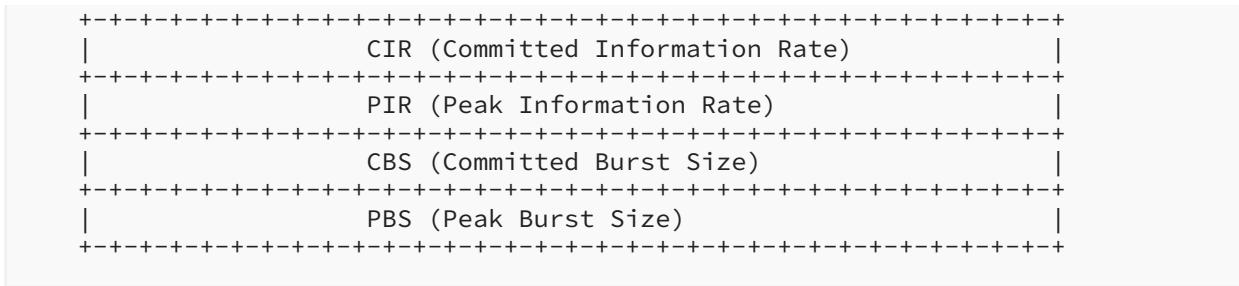 +-+-+-+-+-+-+-+-+-+-+-+-+-+-+-+-+-+-+-+-+-+-+-+-+-+-+-+-+-+-+-+-+
|                  CIR (Committed Information Rate)             |
+-+-+-+-+-+-+-+-+-+-+-+-+-+-+-+-+-+-+-+-+-+-+-+-+-+-+-+-+-+-+-+-+
|                  PIR (Peak Information Rate)                  |
+-+-+-+-+-+-+-+-+-+-+-+-+-+-+-+-+-+-+-+-+-+-+-+-+-+-+-+-+-+-+-+-+
|                  CBS (Committed Burst Size)                   |
+-+-+-+-+-+-+-+-+-+-+-+-+-+-+-+-+-+-+-+-+-+-+-+-+-+-+-+-+-+-+-+-+
|                  PBS (Peak Burst Size)                        |
+-+-+-+-+-+-+-+-+-+-+-+-+-+-+-+-+-+-+-+-+-+-+-+-+-+-+-+-+-+-+-+-+